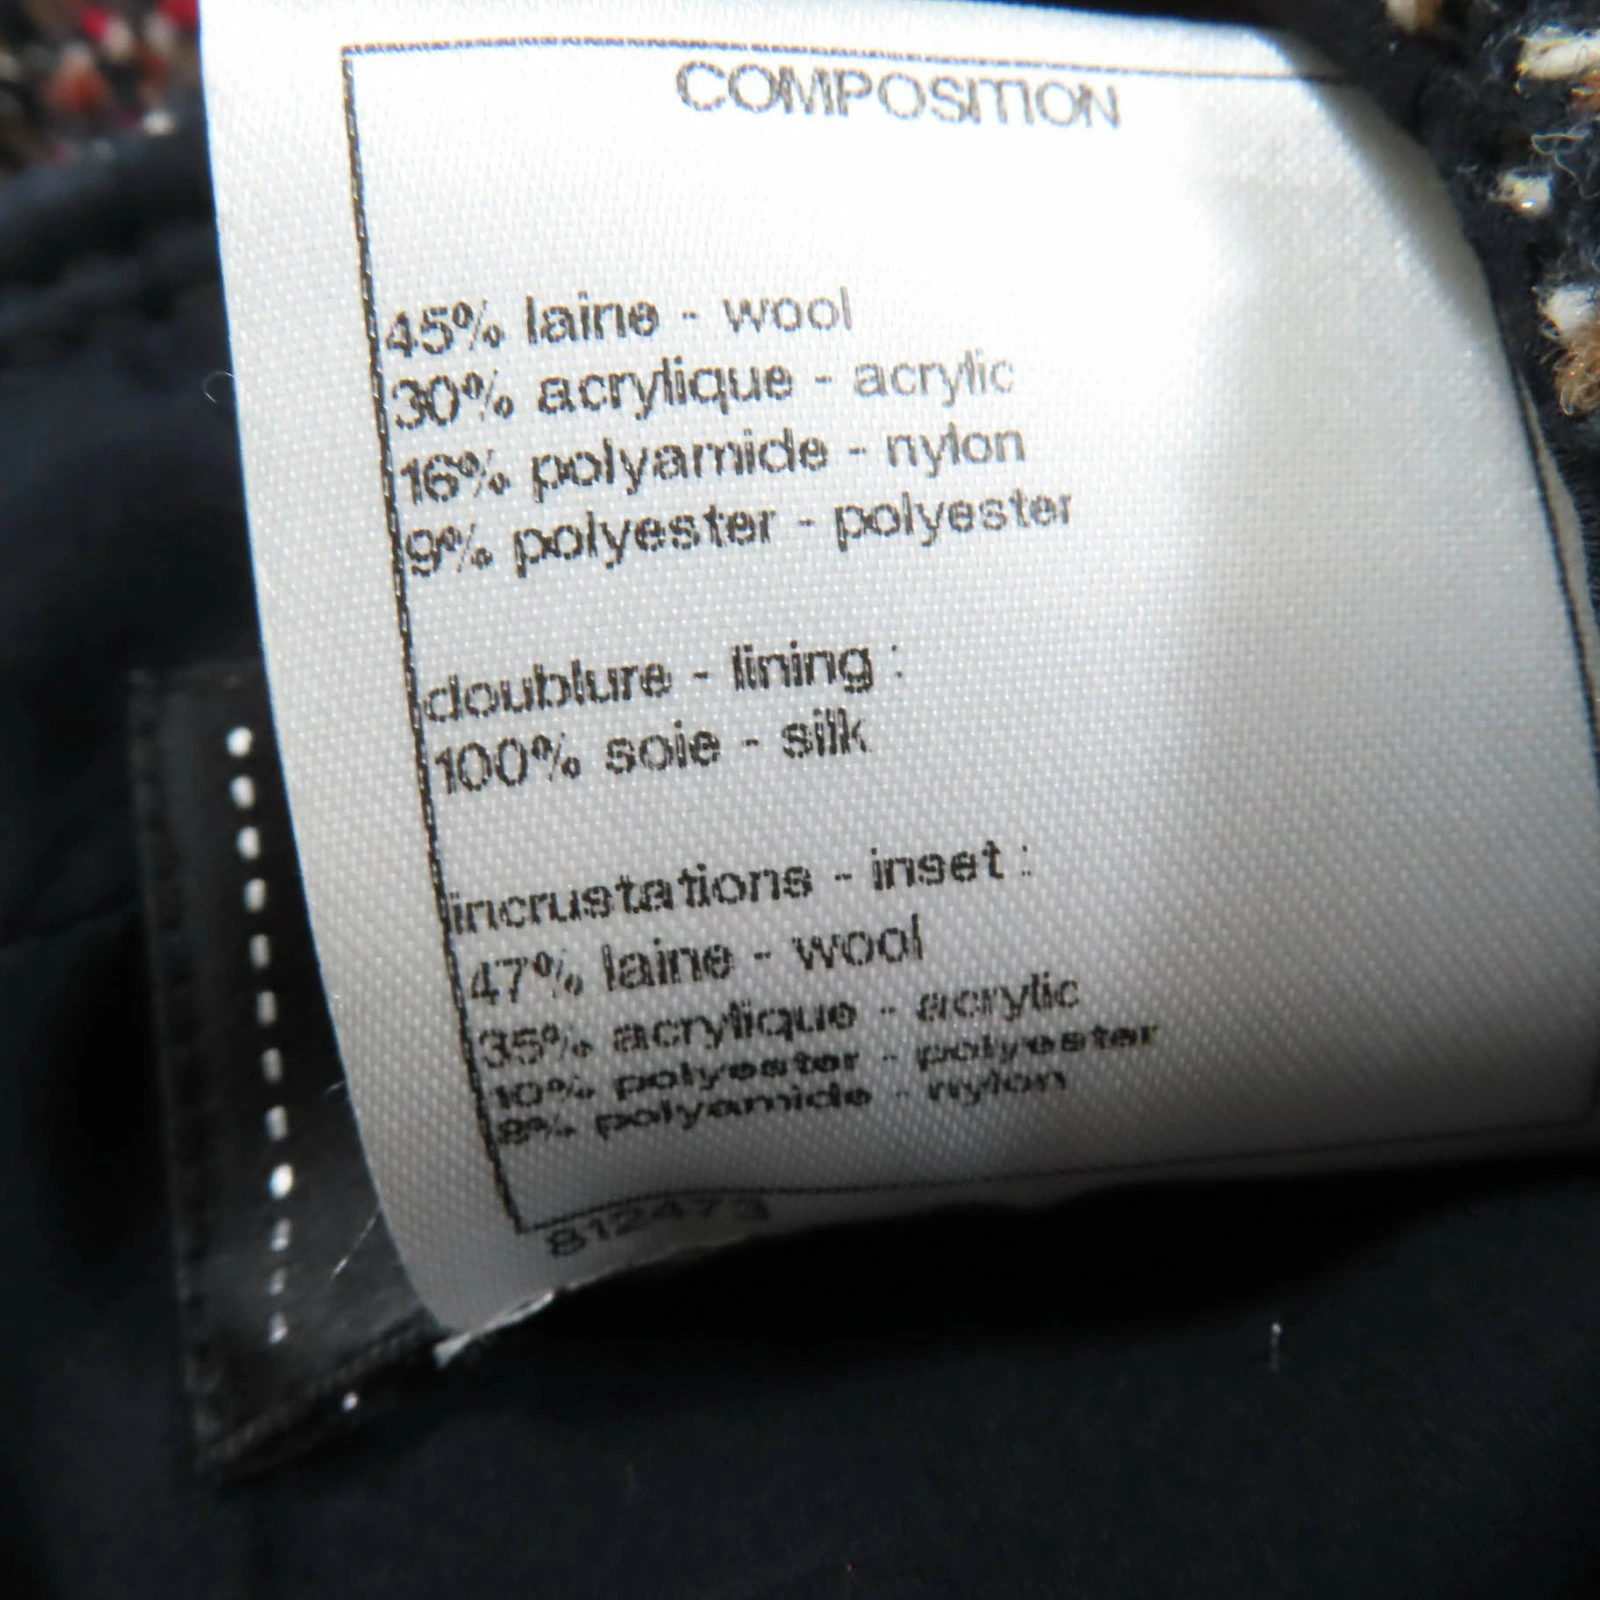 COMPOSITION
45% laine - wool
30% acrylique - acrylic
16% polyamide - nylon
9% polyester - polyester
doublure - lining :
100% soie - silk
incrustations - inset :
47% laine - wool
35% acrylique - acrylic
10% polyester - polyester
8% polyamide - nylon
812473